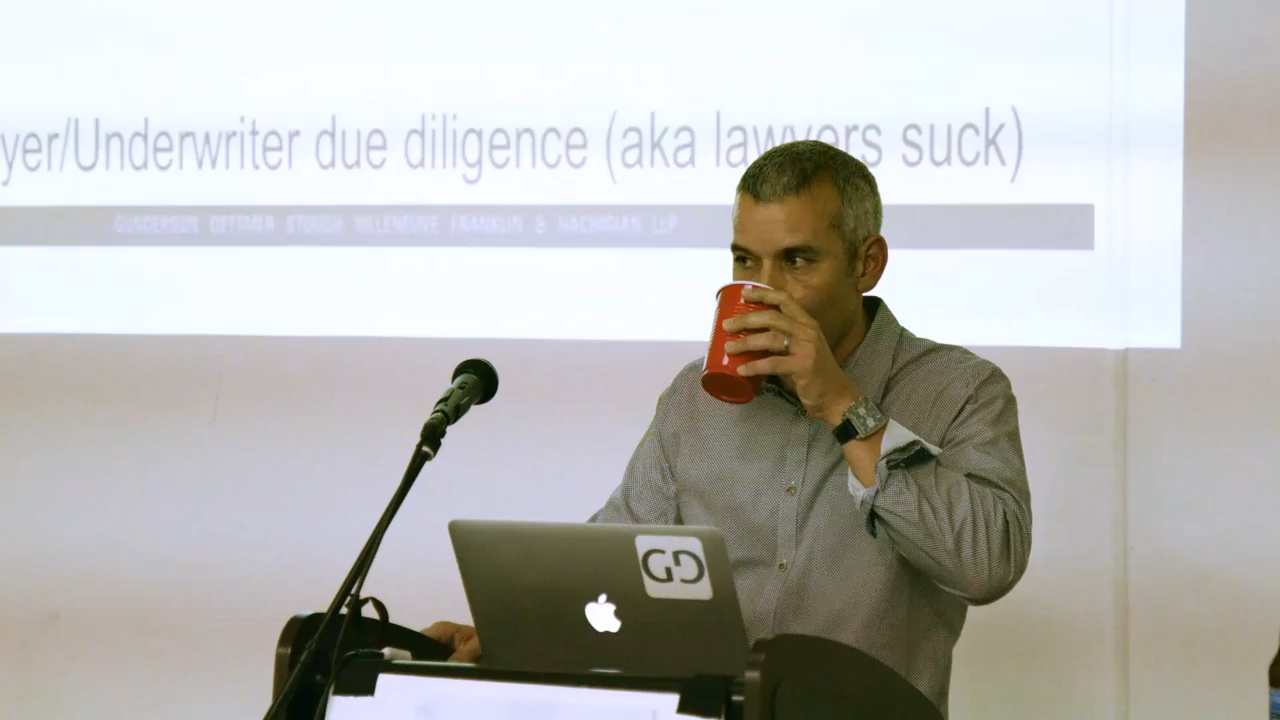 yer/Underwriter due diligence (aka lawyers suck)
GUNDERSON DETTMER STOUGH VILLENEUVE FRANKLIN & HACHIGIAN LLP
GD